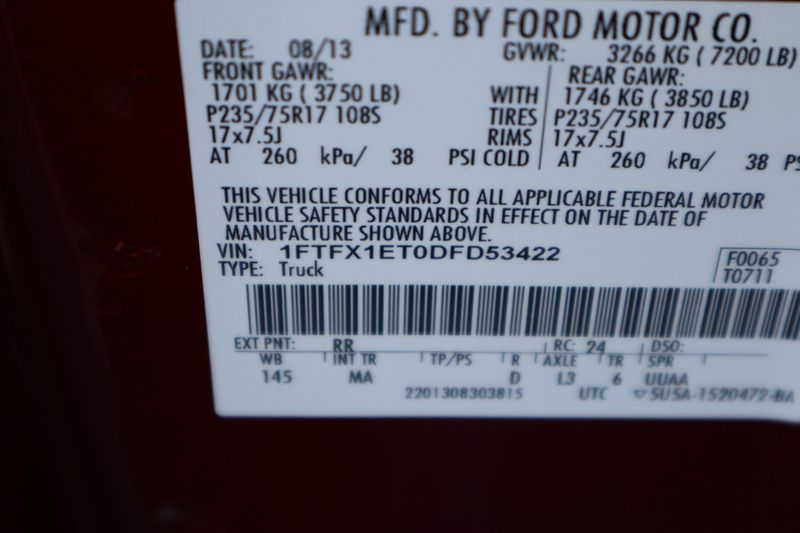 MFD. BY FORD MOTOR CO.
DATE: 08/13 GVWR: 3266 KG ( 7200 LB)
FRONT GAWR: REAR GAWR:
1701 KG ( 3750 LB) WITH 1746 KG ( 3850 LB)
P235/75R17 108S TIRES P235/75R17 108S
17x7.5J RIMS 17x7.5J
AT 260 kPa/ 38 PSI COLD AT 260 kPa/ 38 PS
THIS VEHICLE CONFORMS TO ALL APPLICABLE FEDERAL MOTOR
VEHICLE SAFETY STANDARDS IN EFFECT ON THE DATE OF
MANUFACTURE SHOWN ABOVE.
VIN: 1FTFX1ET0DFD53422 F0065
TYPE: Truck T0711
EXT PNT: RR RC: 24 DSO:
WB INT TR TP/PS R AXLE TR SPR
145 MA D L3 6 UUAA
2201308303815 UTC 5U5A-1520472-BA